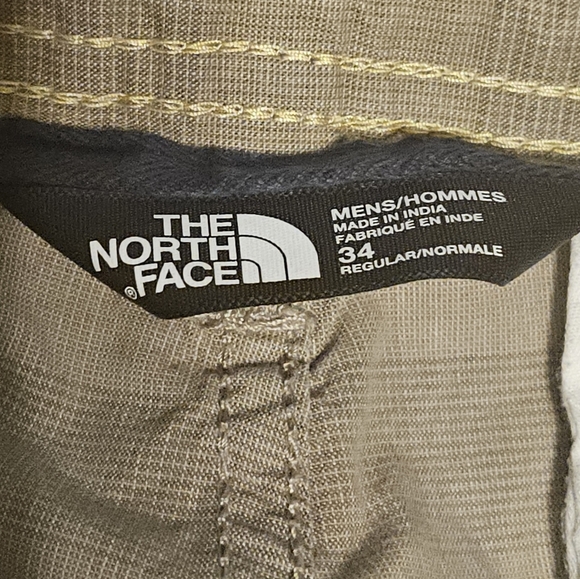 THE
NORTH
FACE
®
MENS/HOMMES
MADE IN INDIA
FABRIQUÉ EN INDE
34
REGULAR/NORMALE